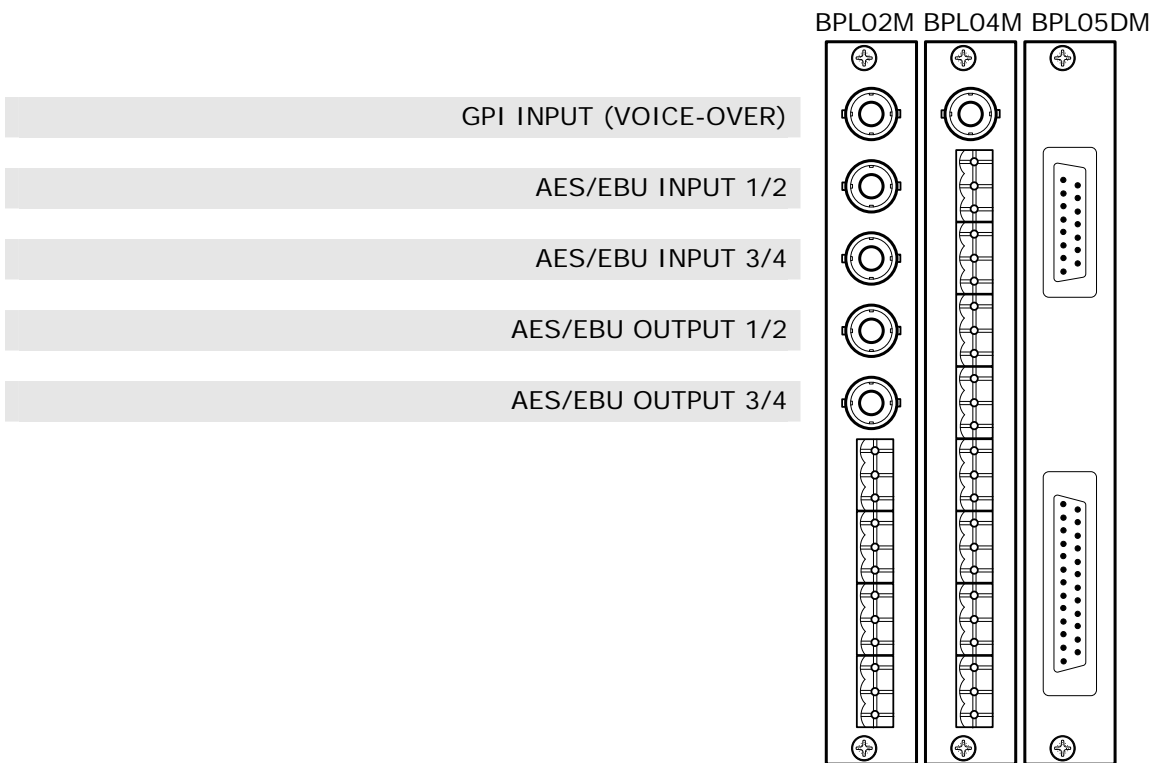 BPL02M BPL04M BPL05DM
GPI INPUT (VOICE-OVER)
AES/EBU INPUT 1/2
AES/EBU INPUT 3/4
AES/EBU OUTPUT 1/2
AES/EBU OUTPUT 3/4